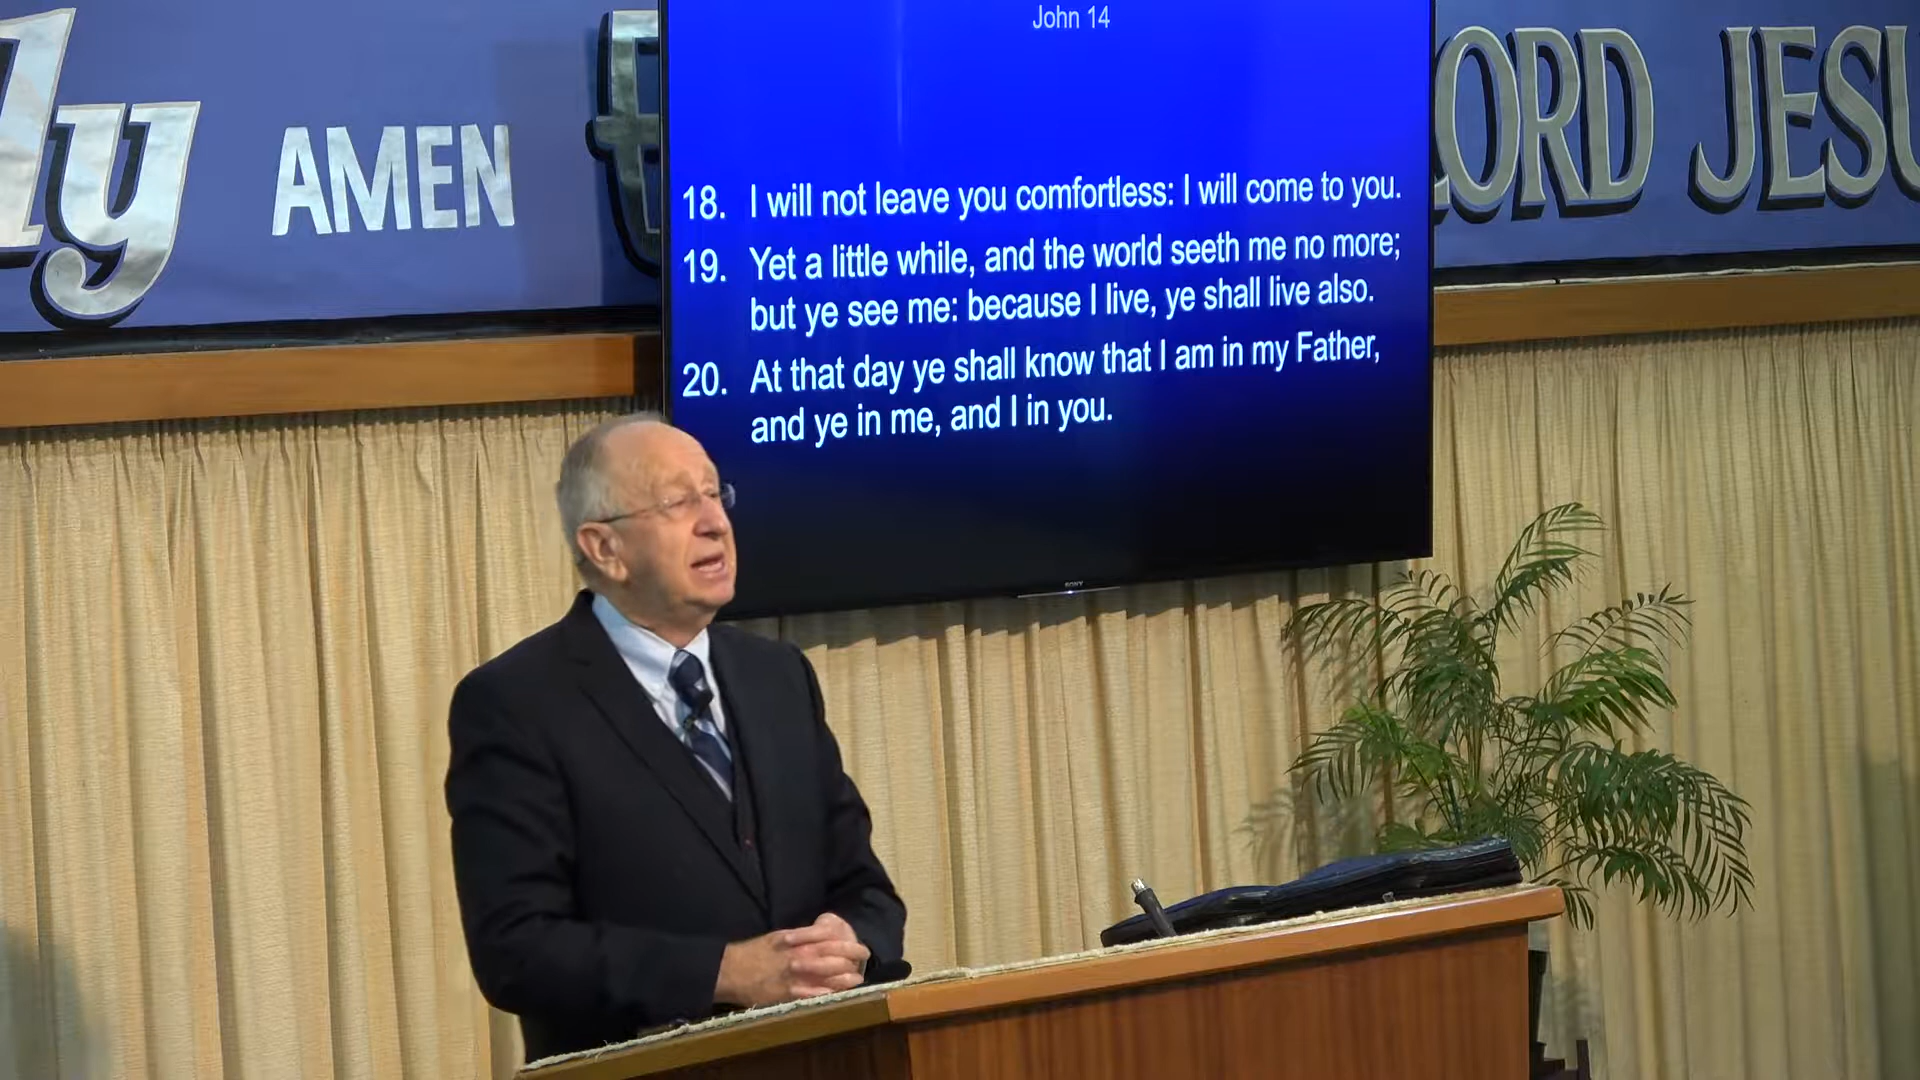 John 14
ly AMEN
ORD JESU
18. I will not leave you comfortless: I will come to you.
19. Yet a little while, and the world seeth me no more;
but ye see me: because I live, ye shall live also.
20. At that day ye shall know that I am in my Father,
and ye in me, and I in you.
SONY